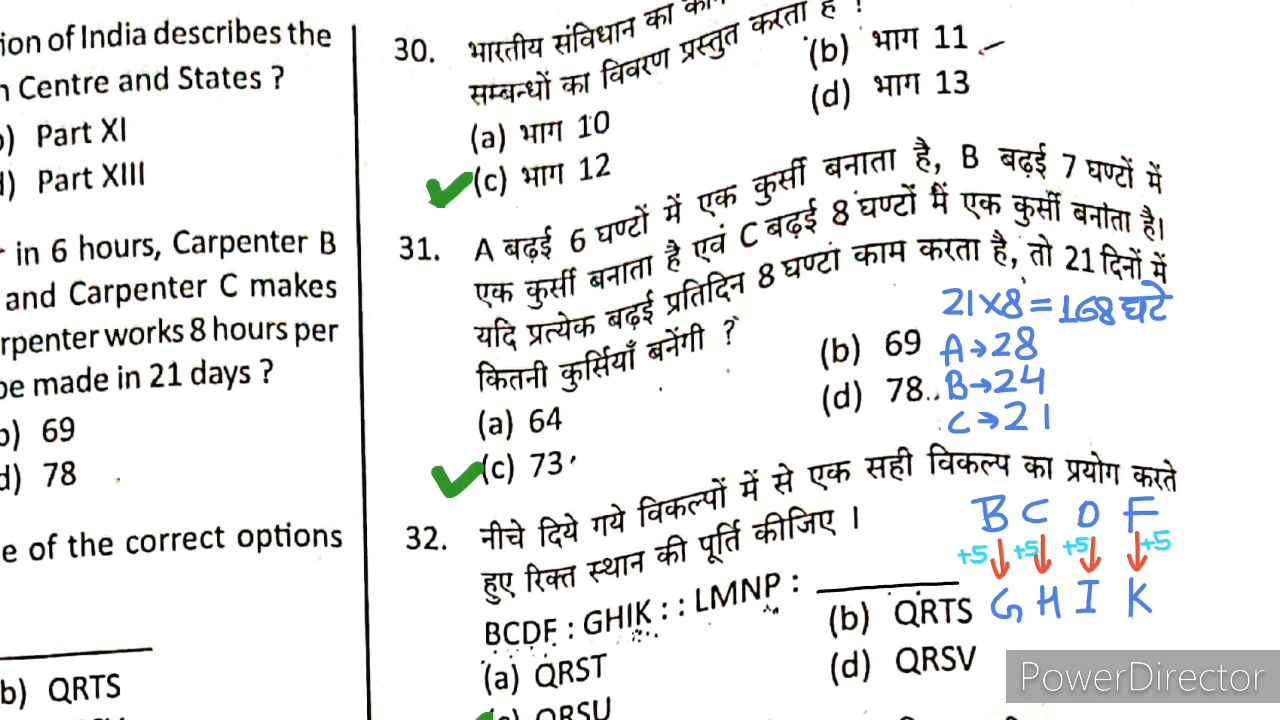 ion of India describes the
Centre and States ?
Part XI
Part XIII
in 6 hours, Carpenter B
and Carpenter C makes
rpenter works 8 hours per
be made in 21 days ?
69
78
e of the correct options
b) QRTS
30. भारतीय संविधान का
सम्बन्धों का विवरण प्रस्तुत करता है ?
(a) भाग 10
(b) भाग 11
(c) भाग 12
(d) भाग 13
31. A बढ़ई 6 घण्टों में एक कुर्सी बनाता है, B बढ़ई 7 घण्टों में
एक कुर्सी बनाता है एवं C बढ़ई 8 घण्टों में एक कुर्सी बनाता है।
यदि प्रत्येक बढ़ई प्रतिदिन 8 घण्टा काम करता है, तो 21 दिनों में
कितनी कुर्सियाँ बनेंगी ?
(a) 64
(b) 69
(c) 73
(d) 78
21×8=168 घटे
A→28
B→24
C→21
32. नीचे दिये गये विकल्पों में से एक सही विकल्प का प्रयोग करते
हुए रिक्त स्थान की पूर्ति कीजिए ।
BCDF : GHIK : : LMNP : ________
(a) QRST
(b) QRTS
QRSU
(d) QRSV
B C D F
+5 +5 +5 +5
G H I K
PowerDirector